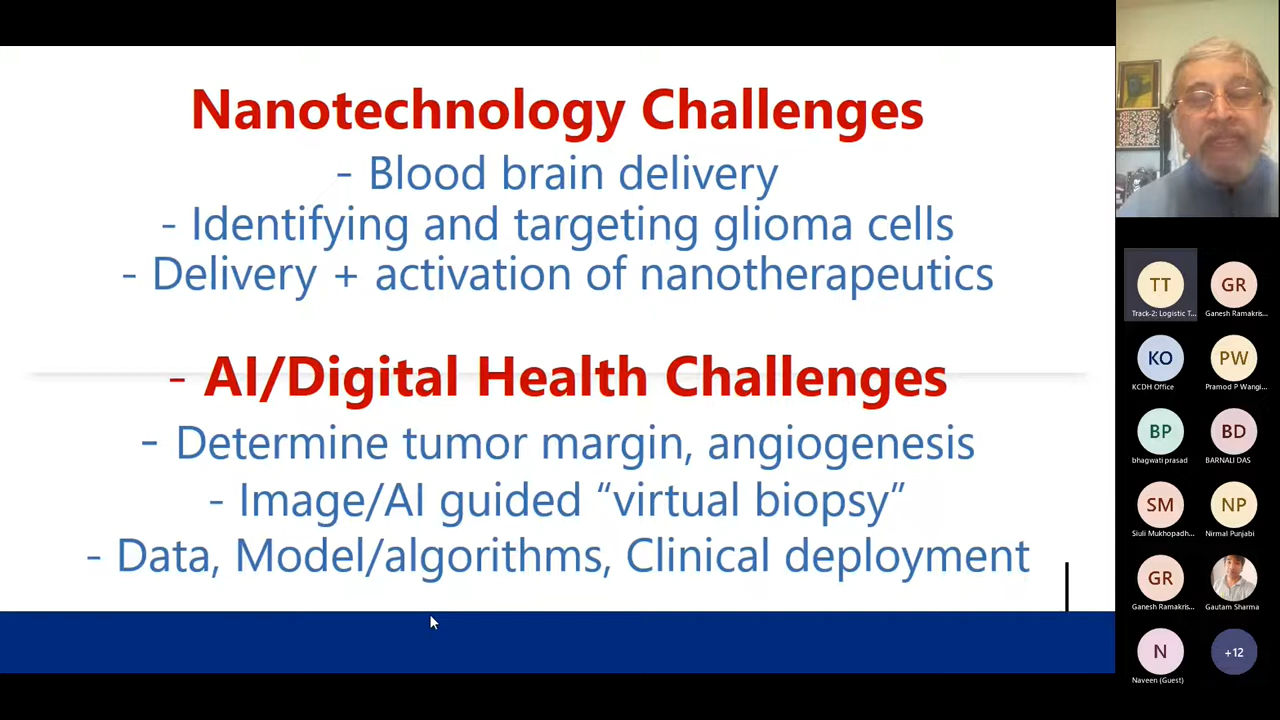 Nanotechnology Challenges
- Blood brain delivery
- Identifying and targeting glioma cells
- Delivery + activation of nanotherapeutics
- AI/Digital Health Challenges
- Determine tumor margin, angiogenesis
- Image/AI guided “virtual biopsy”
- Data, Model/algorithms, Clinical deployment
TT GR
Track-2: Logistic T... Ganesh Ramakris...
KO PW
KCDH Office Pramod P Wangi...
BP BD
bhagwati prasad BARNALI DAS
SM NP
Siuli Mukhopadh... Nirmal Punjabi
GR
Ganesh Ramakris... Gautam Sharma
N +12
Naveen (Guest)